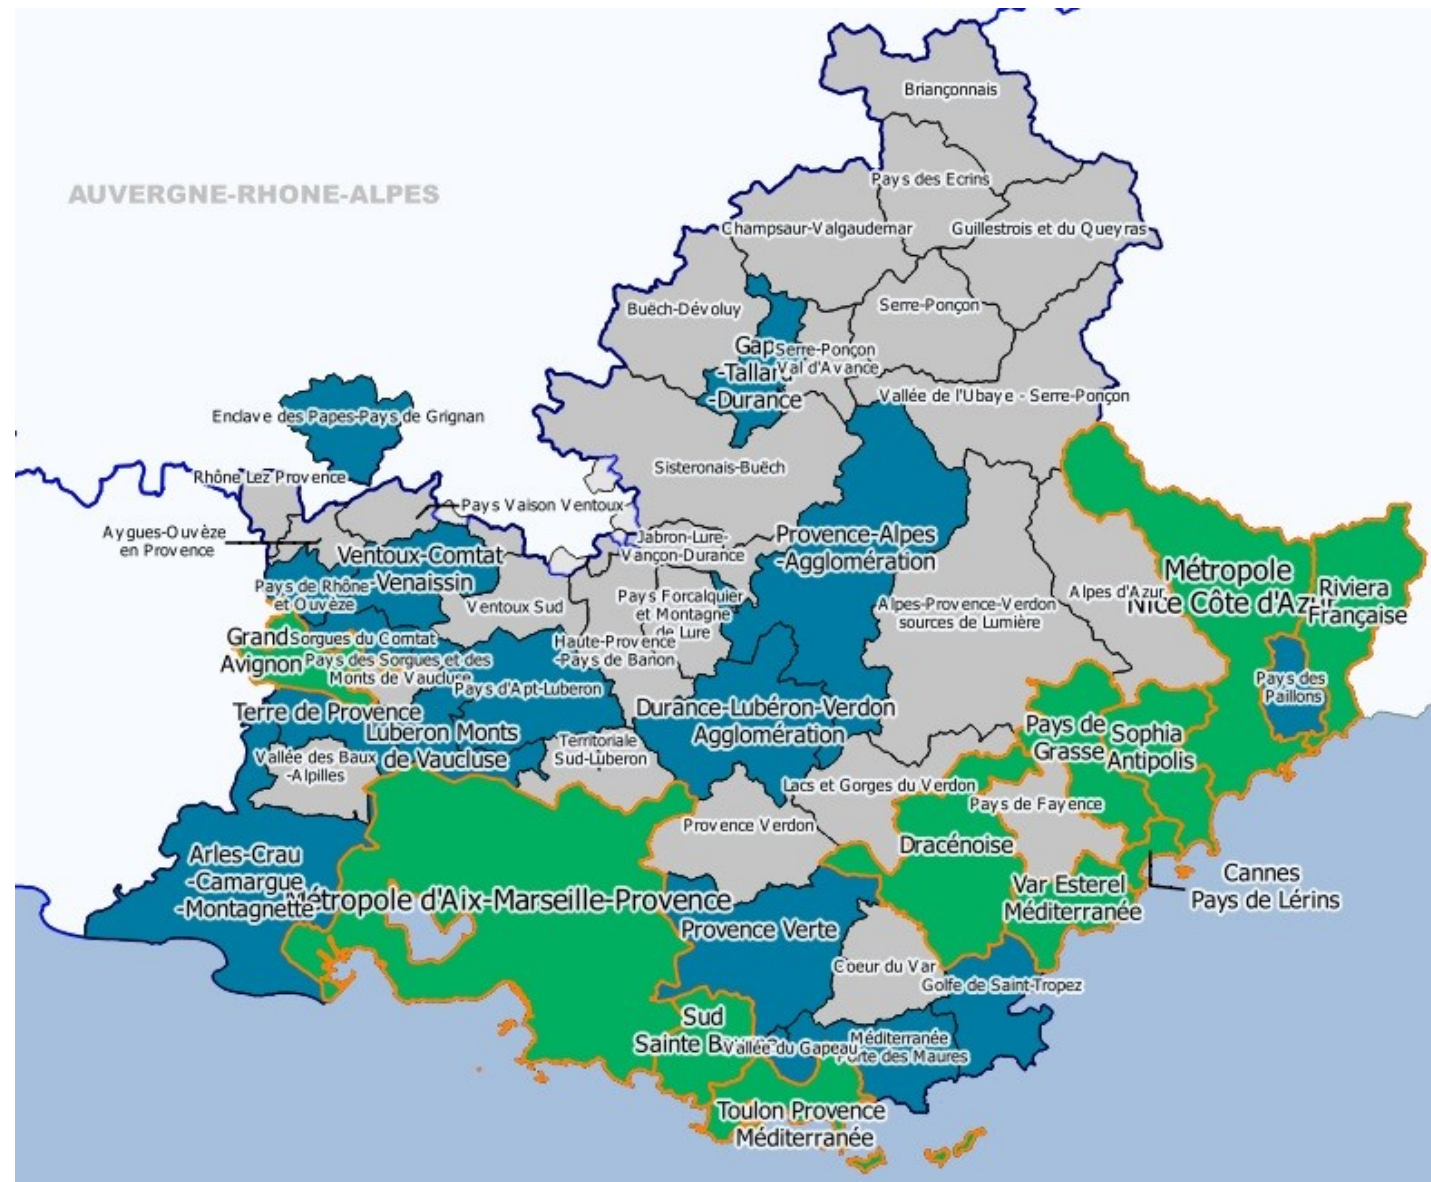 Briançonnais
Pays des Ecrins
AUVERGNE-RHONE-ALPES
Champsaur-Valgaudemar
Guillestrois et du Queyras
Buëch-Dévoluy
Serre-Ponçon
Gap
-Tallard
-Durance
Serre-Ponçon
Val d'Avance
Vallée de l'Ubaye - Serre-Ponçon
Enclave des Papes-Pays de Grignan
Sisteronais-Buëch
Rhône Lez Provence
Pays Vaison Ventoux
Aygues-Ouvèze
en Provence
Jabron-Lure-
Vançon-Durance
Provence-Alpes
-Agglomération
Ventoux-Comtat
-Venaissin
Métropole
Nice Côte d'Azur
Riviera
Française
Pays de Rhône
et Ouvèze
Ventoux Sud
Pays Forcalquier
et Montagne
de Lure
Alpes-Provence-Verdon
sources de Lumière
Alpes d'Azur
Grand
Avignon
Sorgues du Comtat
Haute-Provence
-Pays de Banon
Pays des Sorgues et des
Monts de Vaucluse
Pays d'Apt-Luberon
Pays des
Paillons
Terre de Provence
Luberon Monts
de Vaucluse
Durance-Lubéron-Verdon
Agglomération
Pays de
Grasse
Sophia
Antipolis
Vallée des Baux
-Alpilles
Territoriale
Sud-Luberon
Lacs et Gorges du Verdon
Pays de Fayence
Provence Verdon
Dracénoise
Arles-Crau
-Camargue
-Montagnette
Métropole d'Aix-Marseille-Provence
Var Esterel
Méditerranée
Cannes
Pays de Lérins
Provence Verte
Coeur du Var
Golfe de Saint-Tropez
Sud
Sainte B
Vallée du Gapeau
Méditerranée
Porte des Maures
Toulon Provence
Méditerranée